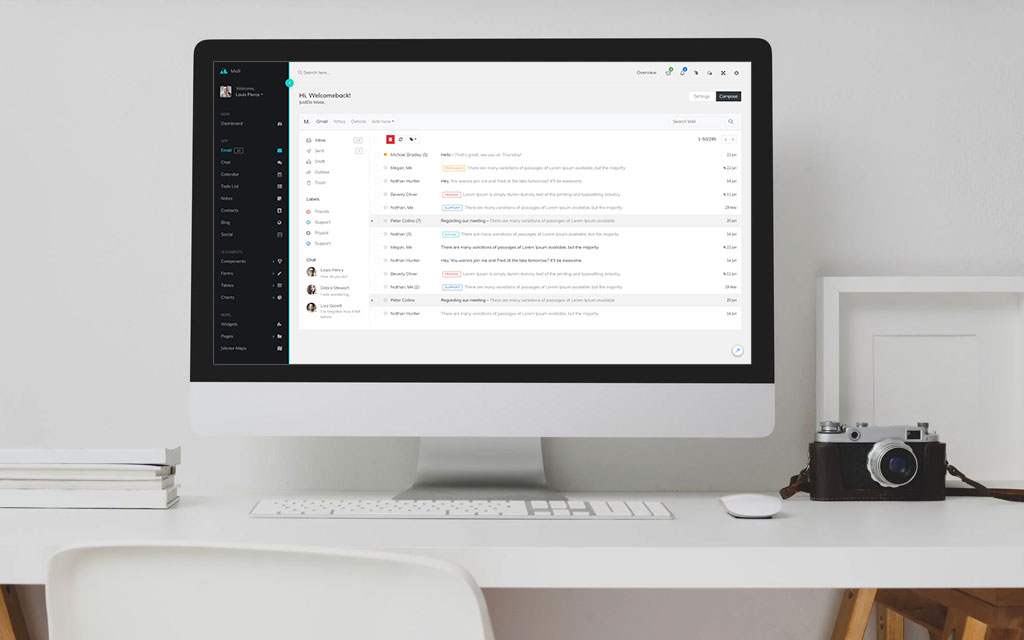 Moli
Search here...
Overview
Welcome,
Louis Pierce
Hi, Welcomeback!
JustDo Inbox,
Settings
Compose
MAIN
Dashboard
APP
Email
Chat
Calendar
Todo List
Notes
Contacts
Blog
Social
UI ELEMENTS
Components
Forms
Tables
Charts
MORE
Widgets
Pages
jVector Maps
M.
Gmail
Yahoo
Outlook
Add New
Search Mail
Inbox
Sent
Draft
Outbox
Trash
Labels
Friends
Support
Paypal
Support
Chat
Louis Henry
How do you do?
Debra Stewart
I was wondering...
Lisa Garett
I've forgotten how it felt before
1-50/295
Michael Bradley (5) Hello – That's great, see you on Thursday! 23 Jun
Megan, Me There are many variations of passages of Lorem Ipsum available, but the majority 22 Jun
Nathan Hunter Hey, You wanna join me and Fred at the lake tomorrow? It'll be awesome. 14 Jun
Beverly Oliver Lorem Ipsum is simply dummy text of the printing and typesetting industry. 11 Jun
Nathan, Me SUPPORT There are many variations of passages of Lorem Ipsum available, but the majority. 29 May
Peter Collins (7) Regarding our meeting – There are many variations of passages of Lorem Ipsum available 20 Jun
Nathan (5) SOCIAL There are many variations of passages of Lorem Ipsum available, but the majority. 14 Jun
Megan, Me There are many variations of passages of Lorem Ipsum available, but the majority 22 Jun
Nathan Hunter Hey, You wanna join me and Fred at the lake tomorrow? It'll be awesome. 14 Jun
Beverly Oliver Lorem Ipsum is simply dummy text of the printing and typesetting industry. 11 Jun
Nathan, Me (2) SUPPORT There are many variations of passages of Lorem Ipsum available, but the majority. 29 May
Peter Collins Regarding our meeting – There are many variations of passages of Lorem Ipsum available 20 Jun
Nathan Hunter There are many variations of passages of Lorem Ipsum available, but the majority. 14 Jun